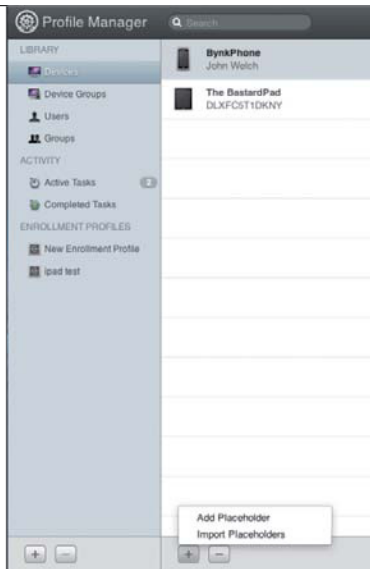 Profile Manager
Search
LIBRARY
Devices
Device Groups
Users
Groups
ACTIVITY
Active Tasks 2
Completed Tasks
ENROLLMENT PROFILES
New Enrollment Profile
ipad test
BynkPhone
John Welch
The BastardPad
DLXFC5T1DKNY
Add Placeholder
Import Placeholders